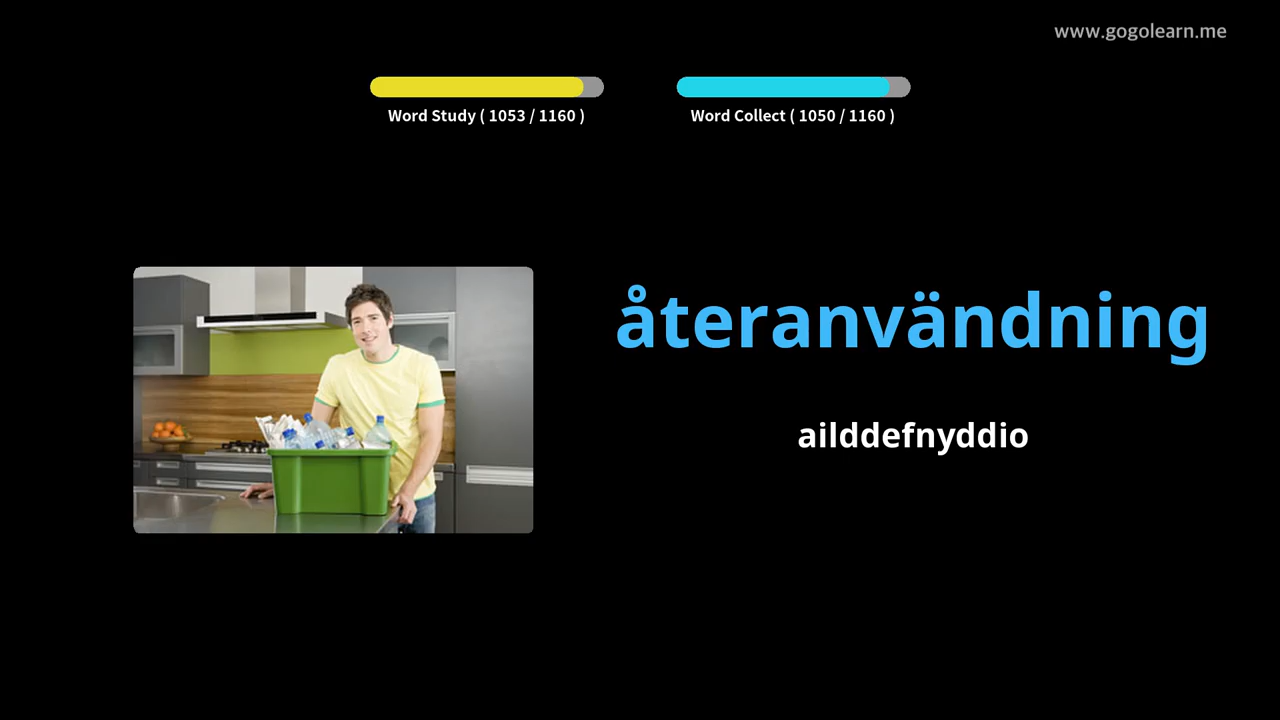 www.gogolearn.me
Word Study ( 1053 / 1160 )
Word Collect ( 1050 / 1160 )
återanvändning
ailddefnyddio